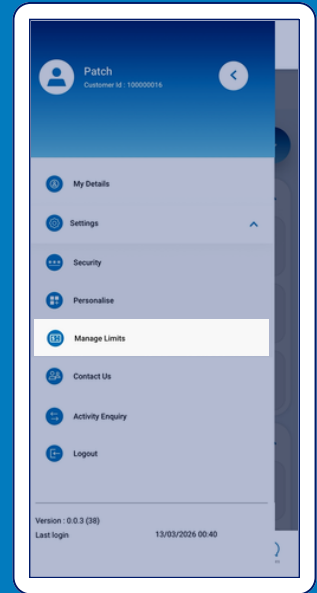 Patch
Customer Id : 100000016
My Details
Settings
Security
Personalise
Manage Limits
Contact Us
Activity Enquiry
Logout
Version : 0.0.3 (38)
Last login 13/03/2026 00:40